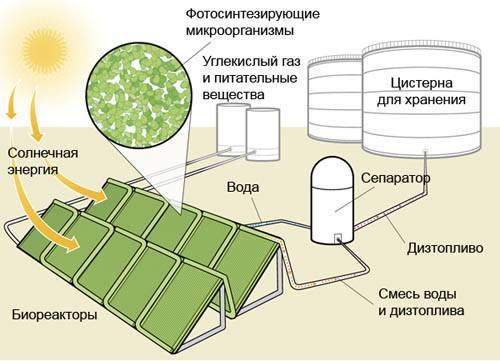 Фотосинтезирующие
микроорганизмы
Углекислый газ
и питательные
вещества
Цистерна
для хранения
Солнечная
энергия
Вода
Сепаратор
Дизтопливо
Биореакторы
Смесь воды
и дизтоплива